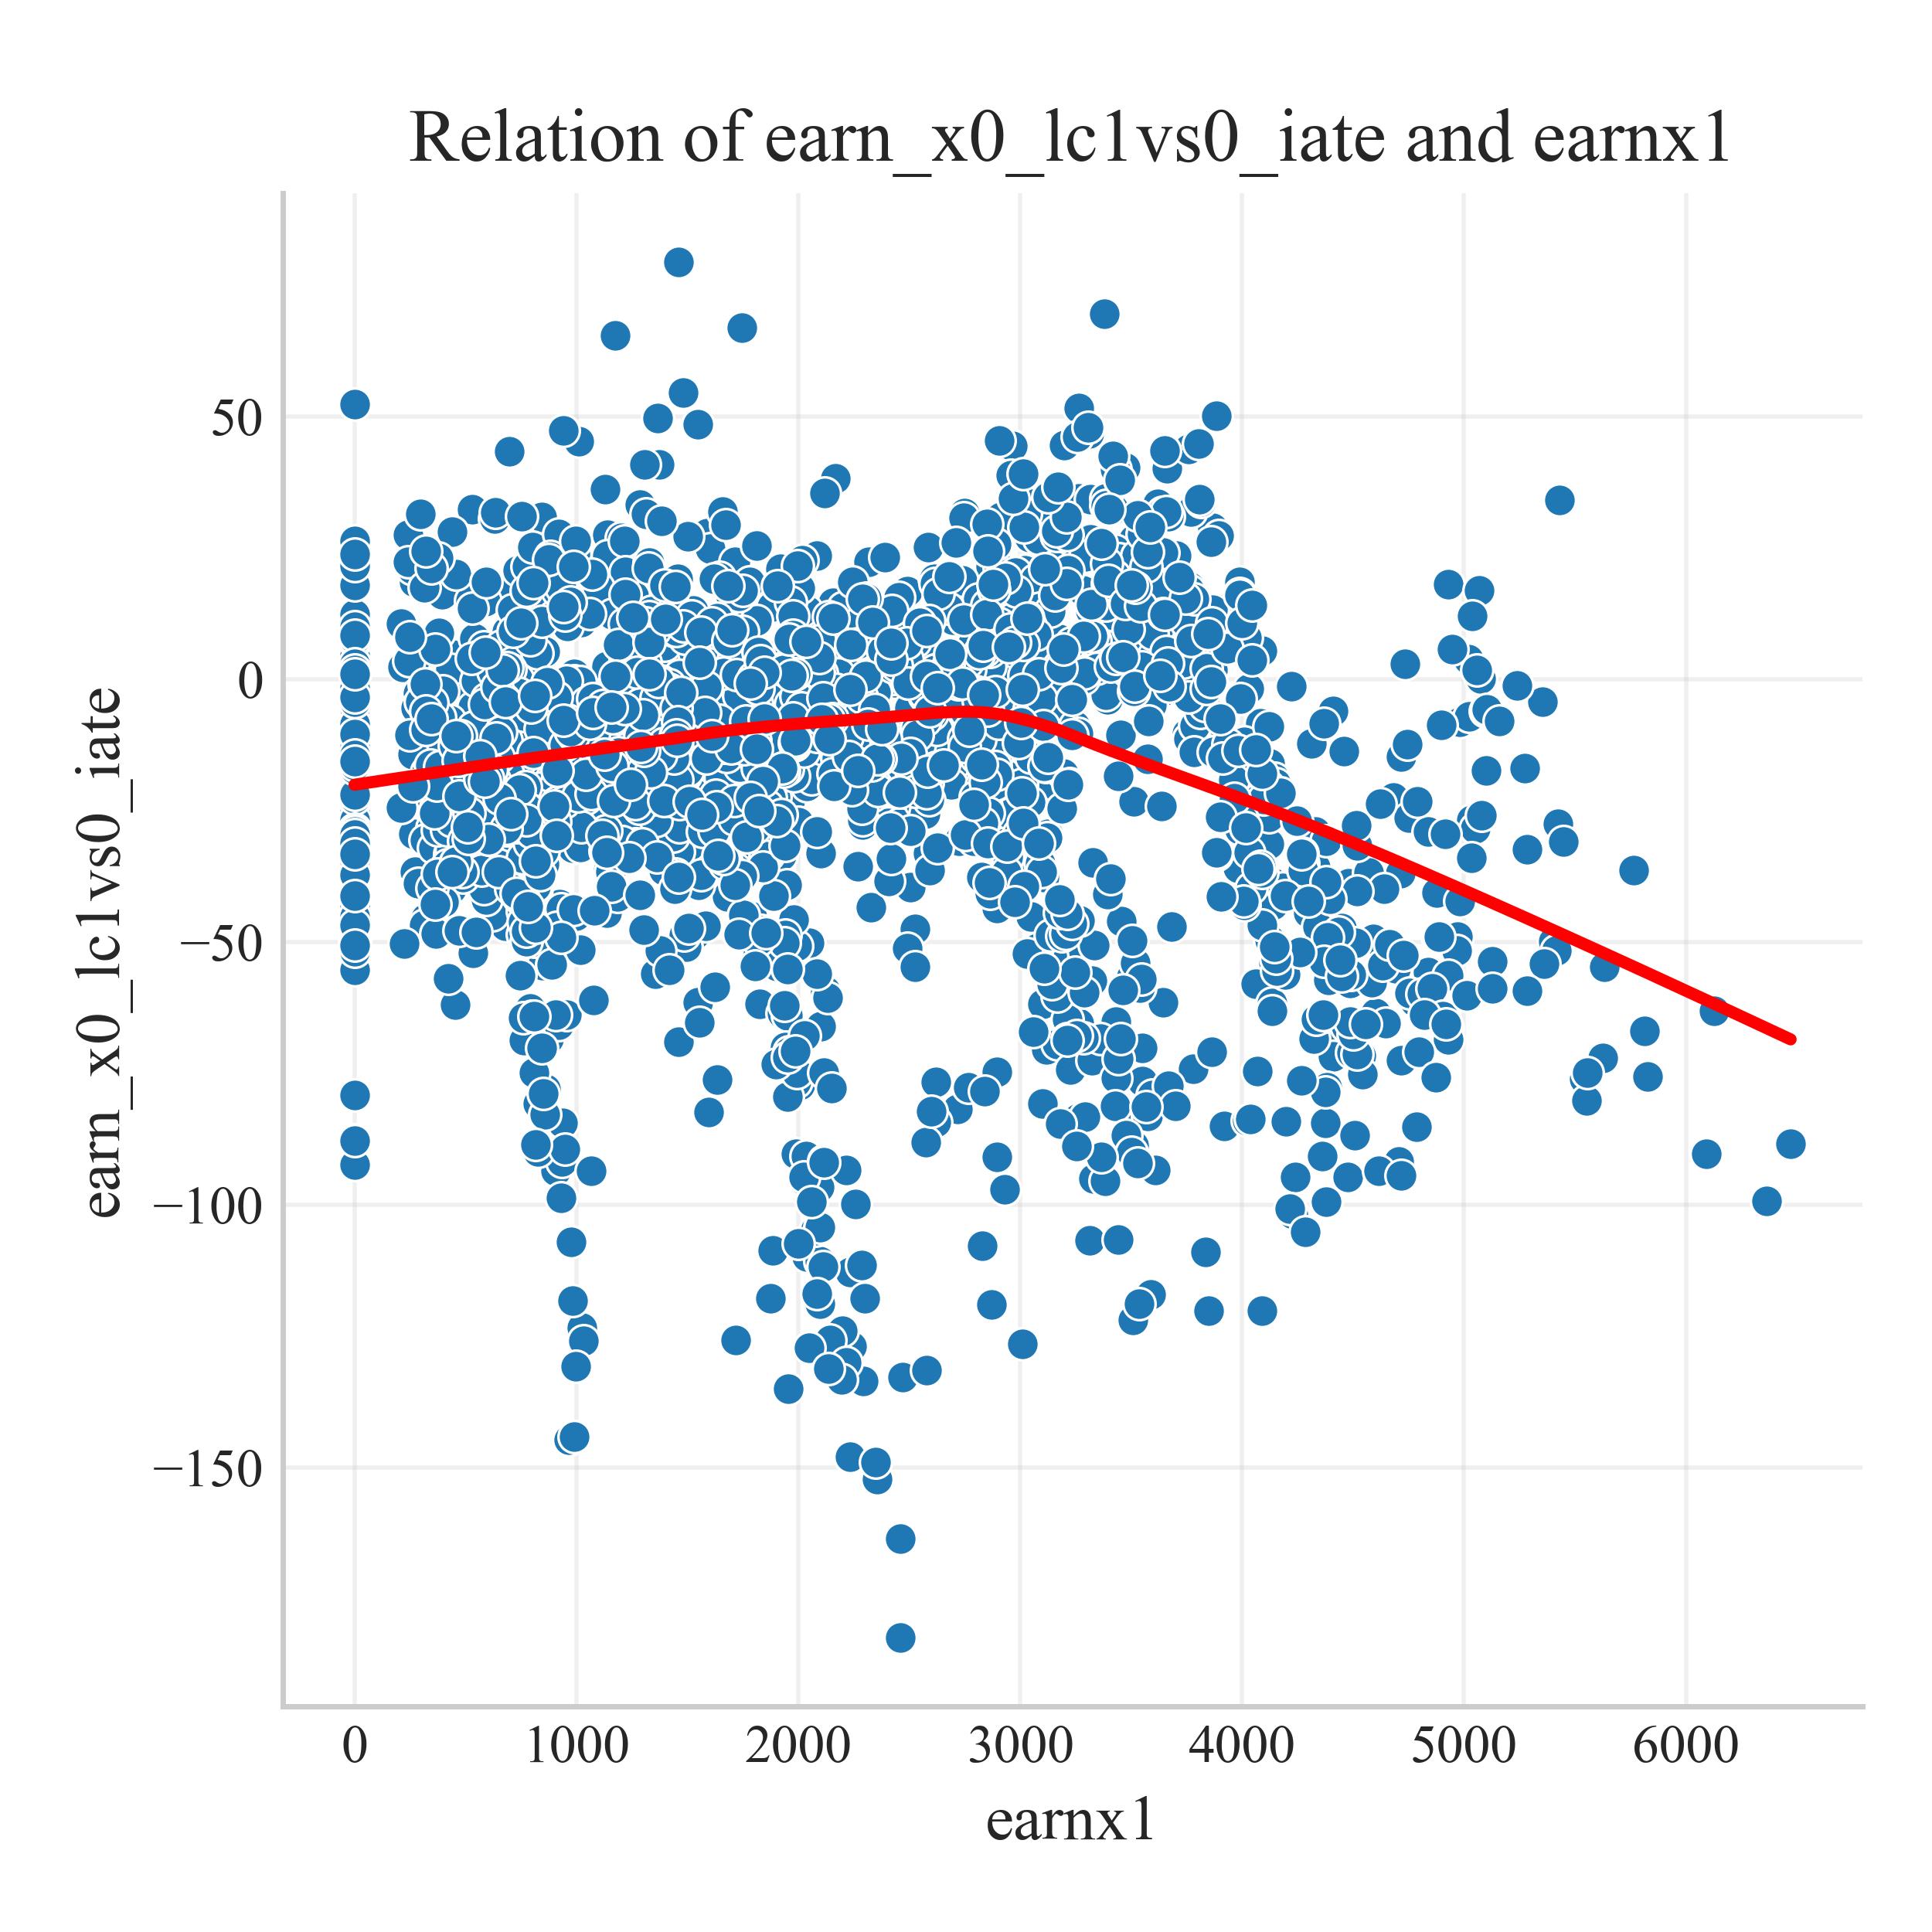 Relation of earn_x0_lc1vs0_iate and earnx1
earn_x0_lc1vs0_iate
50
0
−50
−100
−150
0 1000 2000 3000 4000 5000 6000
earnx1